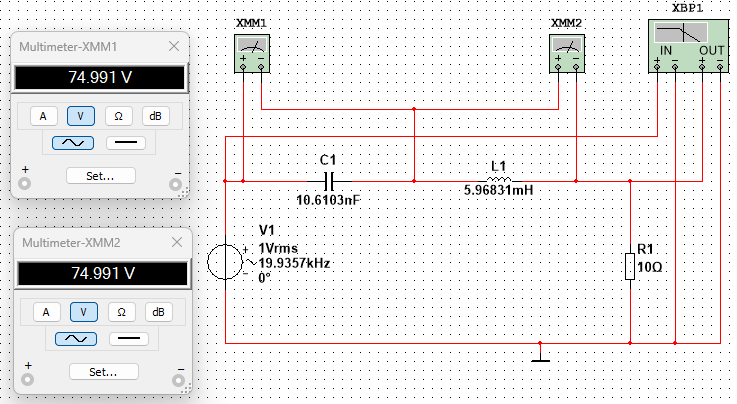 XMM1
XMM2
XBP1
IN
OUT
Multimeter-XMM1
74.991 V
A
V
Ω
dB
+
Set...
−
Multimeter-XMM2
74.991 V
A
V
Ω
dB
+
Set...
−
C1
10.6103nF
L1
5.96831mH
V1
1Vrms
19.9357kHz
0°
R1
10Ω